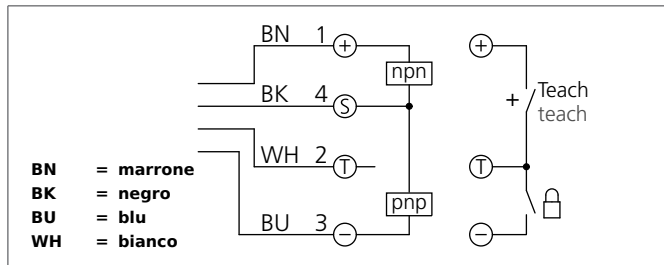 BN 1 +
npn
BK 4 S
WH 2 T
pnp
BU 3 −
BN = marrone
BK = negro
BU = blu
WH = bianco
+
+ Teach
teach
T
−